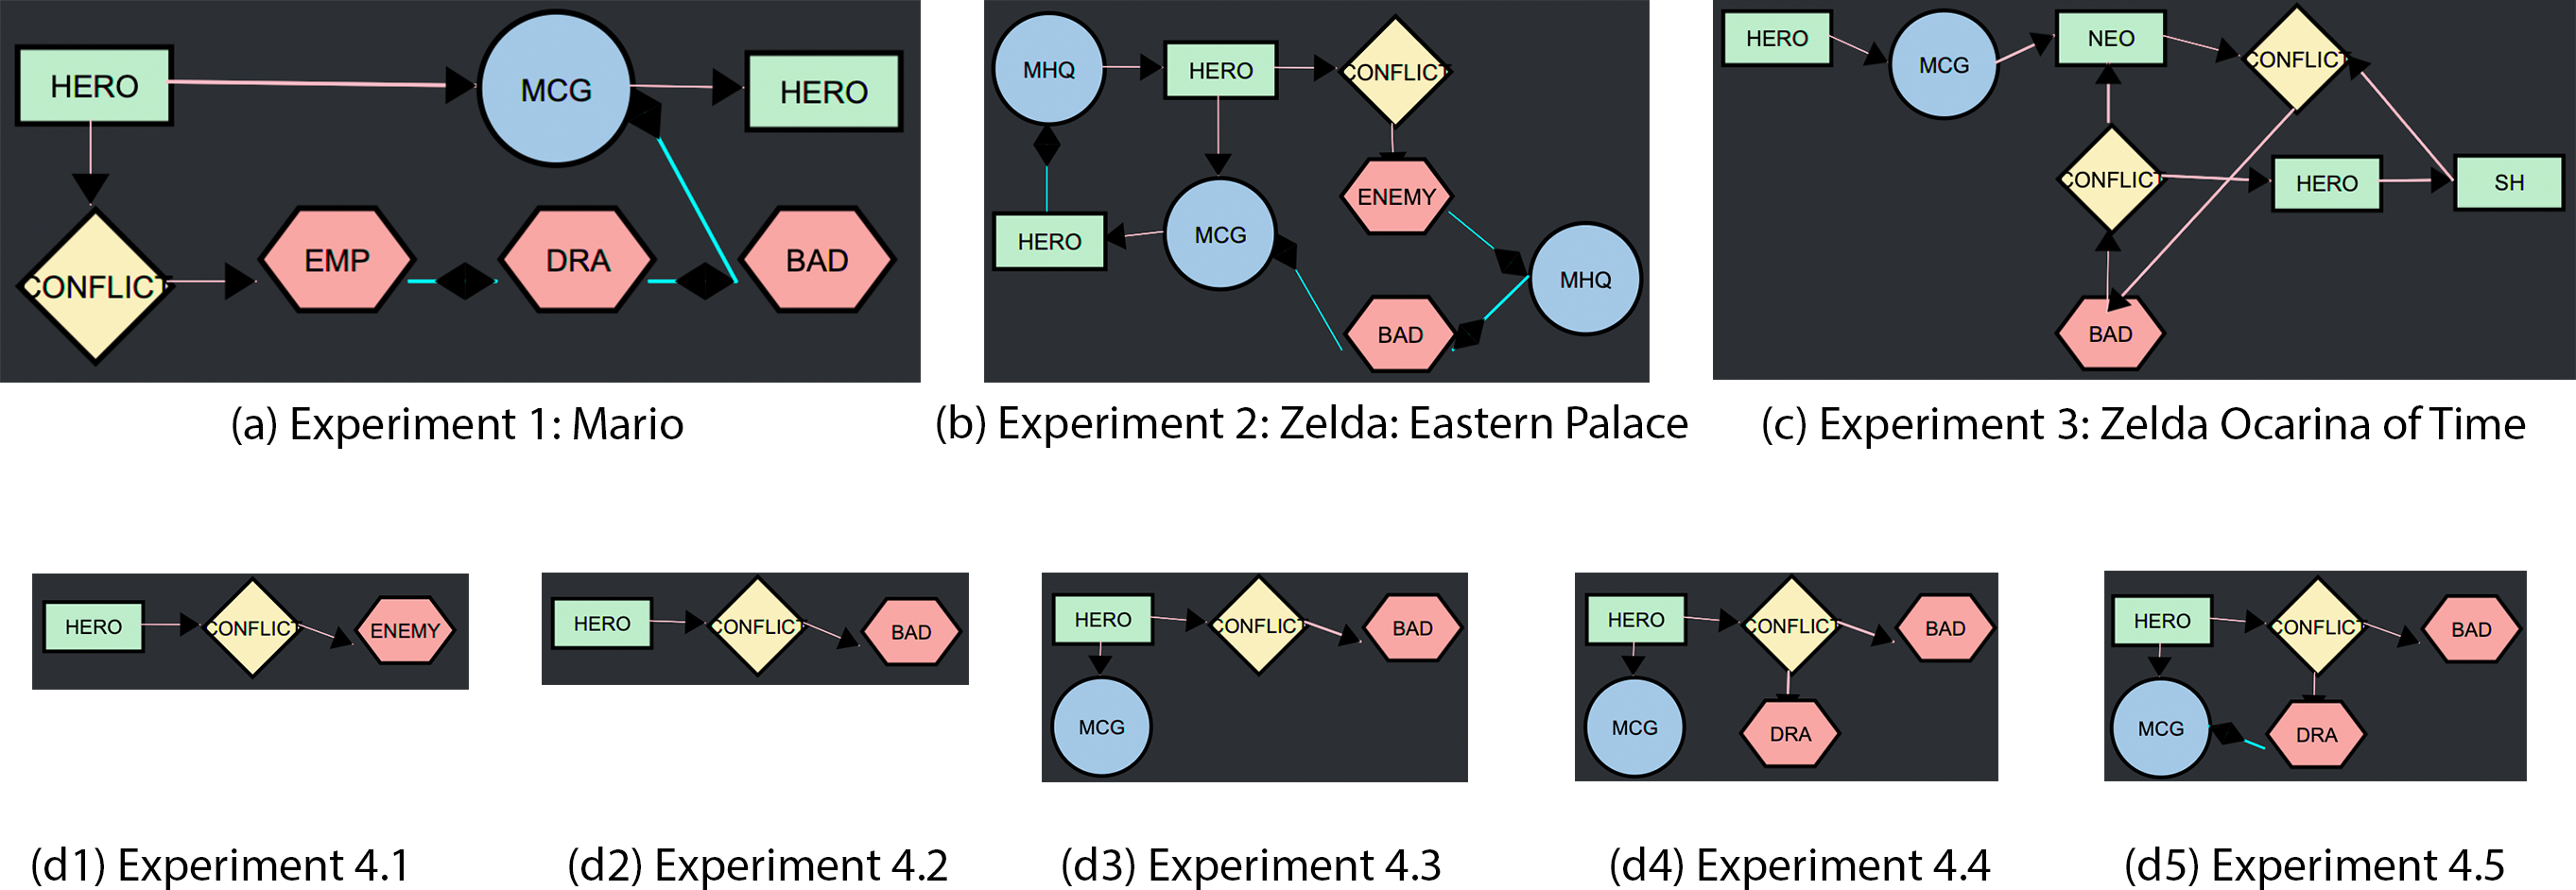 HERO
MCG
HERO
CONFLICT
EMP
DRA
BAD
(a) Experiment 1: Mario
MHQ
HERO
CONFLICT
ENEMY
HERO
MCG
MHQ
BAD
(b) Experiment 2: Zelda: Eastern Palace
HERO
MCG
NEO
CONFLICT
CONFLICT
HERO
SH
BAD
(c) Experiment 3: Zelda Ocarina of Time
HERO
CONFLICT
ENEMY
(d1) Experiment 4.1
HERO
CONFLICT
BAD
(d2) Experiment 4.2
HERO
CONFLICT
BAD
MCG
(d3) Experiment 4.3
HERO
CONFLICT
BAD
MCG
DRA
(d4) Experiment 4.4
HERO
CONFLICT
BAD
MCG
DRA
(d5) Experiment 4.5